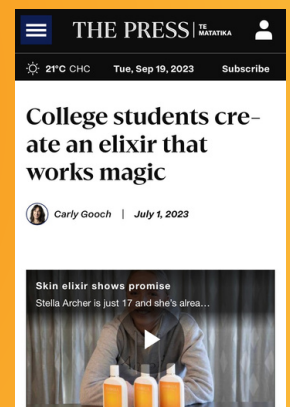 THE PRESS TE MATATIKA
21°C CHC Tue, Sep 19, 2023 Subscribe
College students cre-
ate an elixir that
works magic
Carly Gooch | July 1, 2023
Skin elixir shows promise
Stella Archer is just 17 and she's alrea...